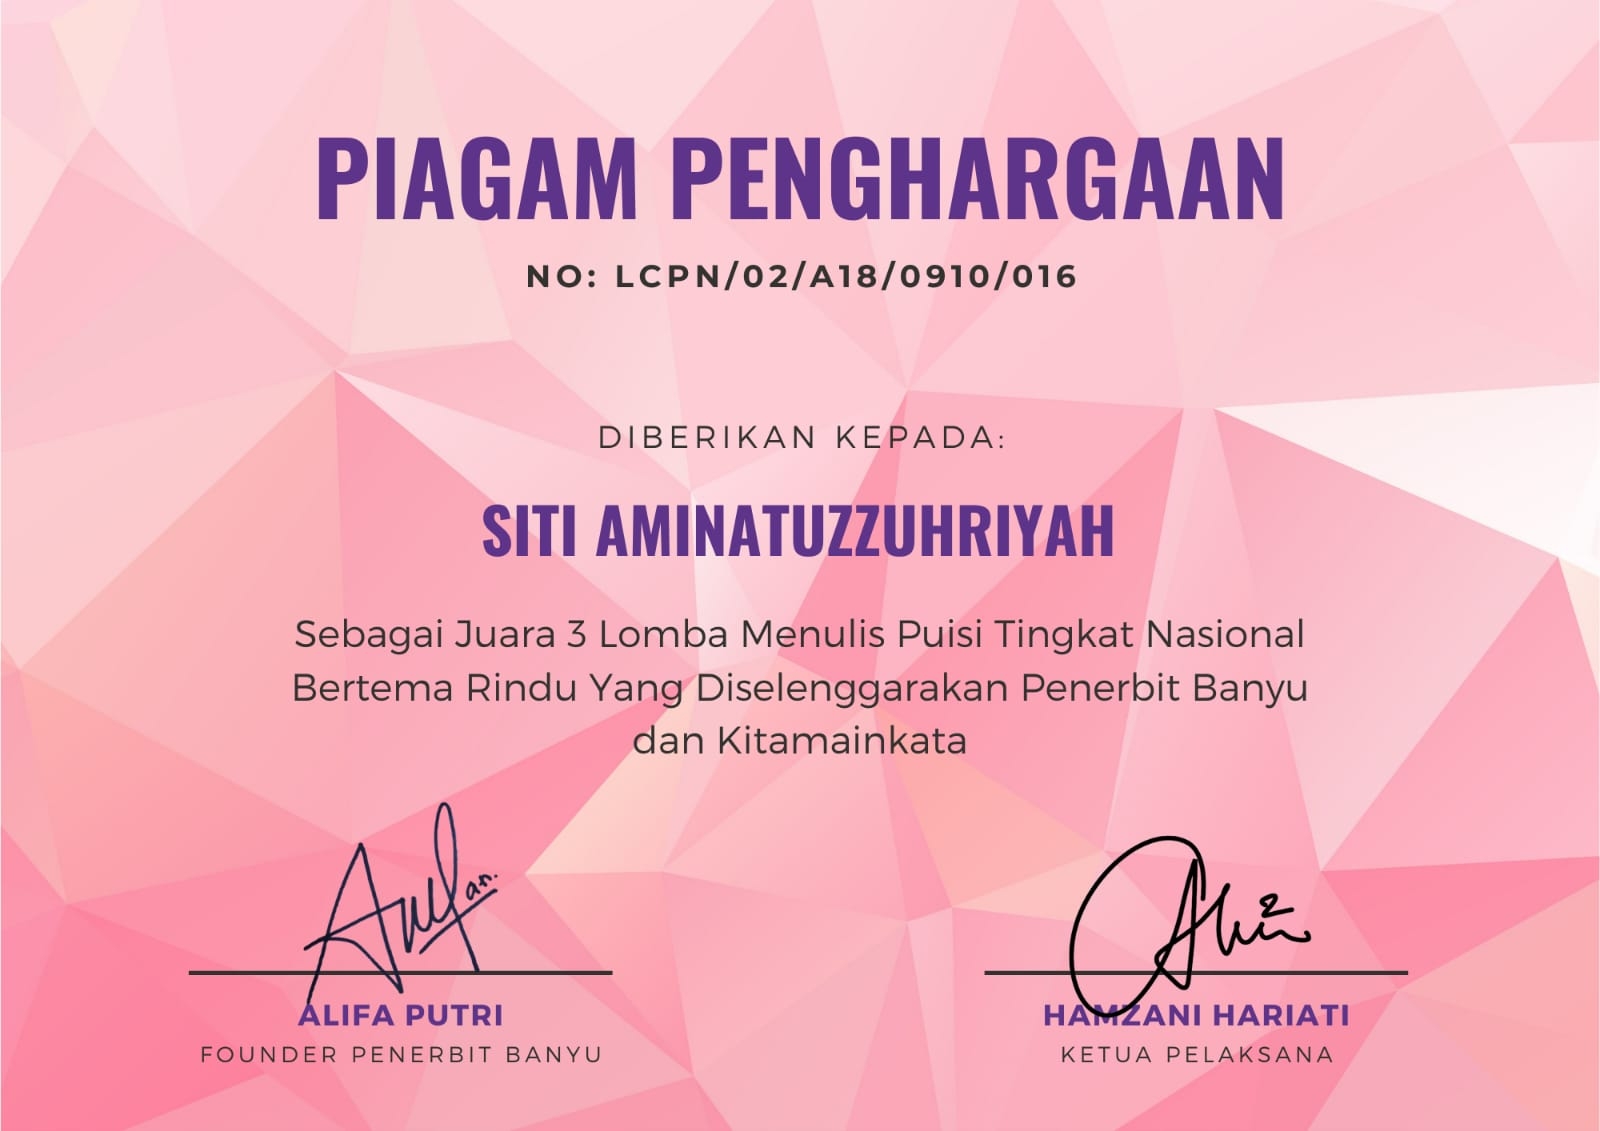 PIAGAM PENGHARGAAN
NO: LCPN/02/A18/0910/016
DIBERIKAN KEPADA:
SITI AMINATUZZUHRIYAH
Sebagai Juara 3 Lomba Menulis Puisi Tingkat Nasional
Bertema Rindu Yang Diselenggarakan Penerbit Banyu
dan Kitamainkata
ALIFA PUTRI
FOUNDER PENERBIT BANYU
HAMZANI HARIATI
KETUA PELAKSANA